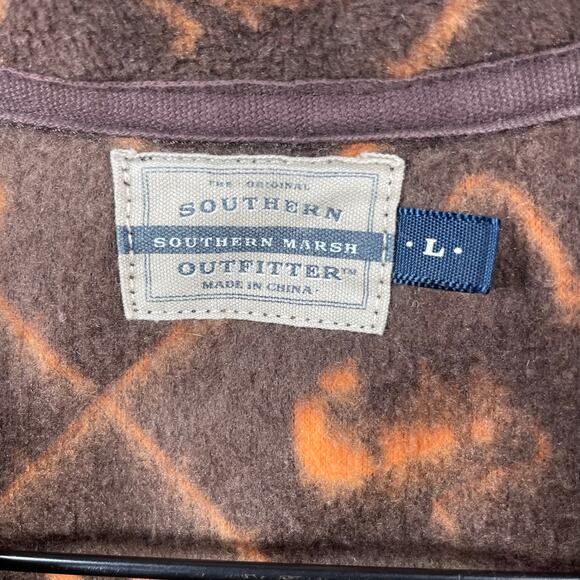 THE ORIGINAL
SOUTHERN
SOUTHERN MARSH
OUTFITTER™
MADE IN CHINA·
· L ·